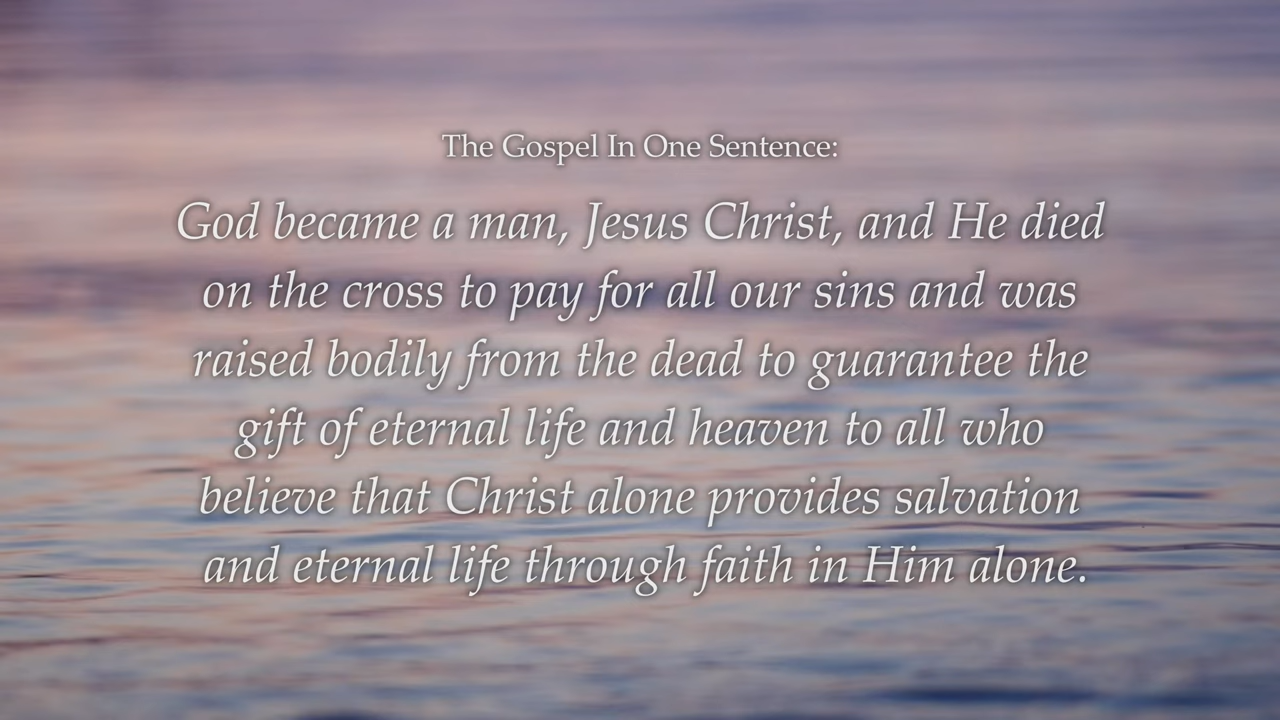 The Gospel In One Sentence:
God became a man, Jesus Christ, and He died
on the cross to pay for all our sins and was
raised bodily from the dead to guarantee the
gift of eternal life and heaven to all who
believe that Christ alone provides salvation
and eternal life through faith in Him alone.